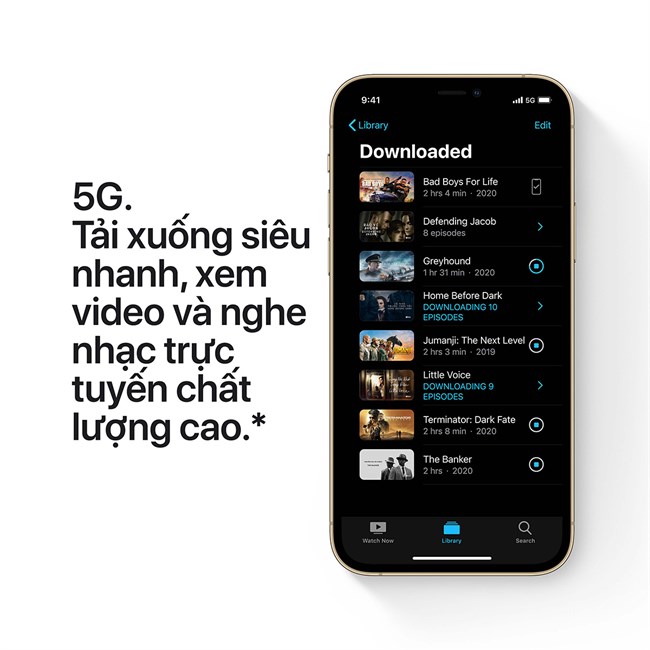 5G.
Tải xuống siêu
nhanh, xem
video và nghe
nhạc trực
tuyến chất
lượng cao.*
9:41
5G
Library
Edit
Downloaded
Bad Boys For Life
2 hrs 4 min · 2020
Defending Jacob
8 episodes
Greyhound
1 hr 31 min · 2020
Home Before Dark
DOWNLOADING 10
EPISODES
Jumanji: The Next Level
2 hrs 3 min · 2019
Little Voice
DOWNLOADING 9
EPISODES
Terminator: Dark Fate
2 hrs 8 min · 2020
The Banker
2 hrs · 2020
Watch Now
Library
Search